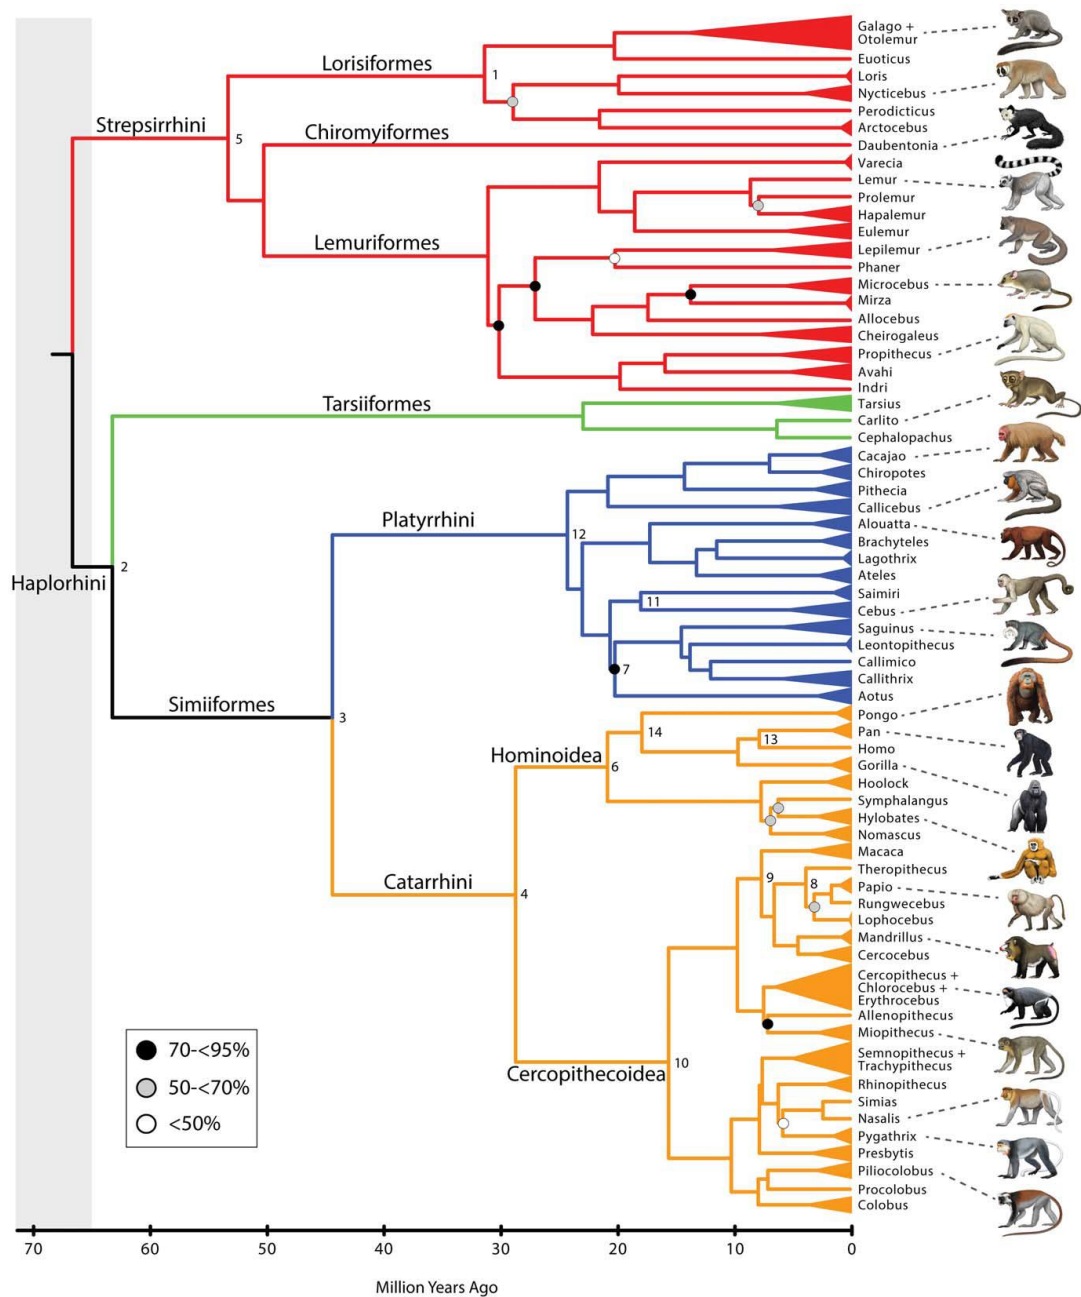 Galago +
Otolemur
Euoticus
Lorisiformes
1
Loris
Nycticebus
Perodicticus
Strepsirrhini
Chiromyiformes
5
Arctocebus
Daubentonia
Varecia
Lemur
Prolemur
Hapalemur
Eulemur
Lemuriformes
Lepilemur
Phaner
Microcebus
Mirza
Allocebus
Cheirogaleus
Propithecus
Avahi
Indri
Tarsiiformes
Tarsius
Carlito
Cephalopachus
Cacajao
Chiropotes
Pithecia
Callicebus
Platyrrhini
12
Alouatta
Brachyteles
Lagothrix
Ateles
2
Haplorhini
Saimiri
11
Cebus
Saguinus
Leontopithecus
7
Callimico
Callithrix
Aotus
Simiiformes
3
Pongo
Pan
14
13
Homo
Hominoidea
6
Gorilla
Hoolock
Symphalangus
Hylobates
Nomascus
Macaca
Theropithecus
9
8
Papio
Catarrhini
4
Rungwecebus
Lophocebus
Mandrillus
Cercocebus
Cercopithecus +
Chlorocebus +
Erythrocebus
Allenopithecus
Miopithecus
70-<95%
50-<70%
<50%
Cercopithecoidea
10
Semnopithecus +
Trachypithecus
Rhinopithecus
Simias
Nasalis
Pygathrix
Presbytis
Piliocolobus
Procolobus
Colobus
70 60 50 40 30 20 10 0
Million Years Ago